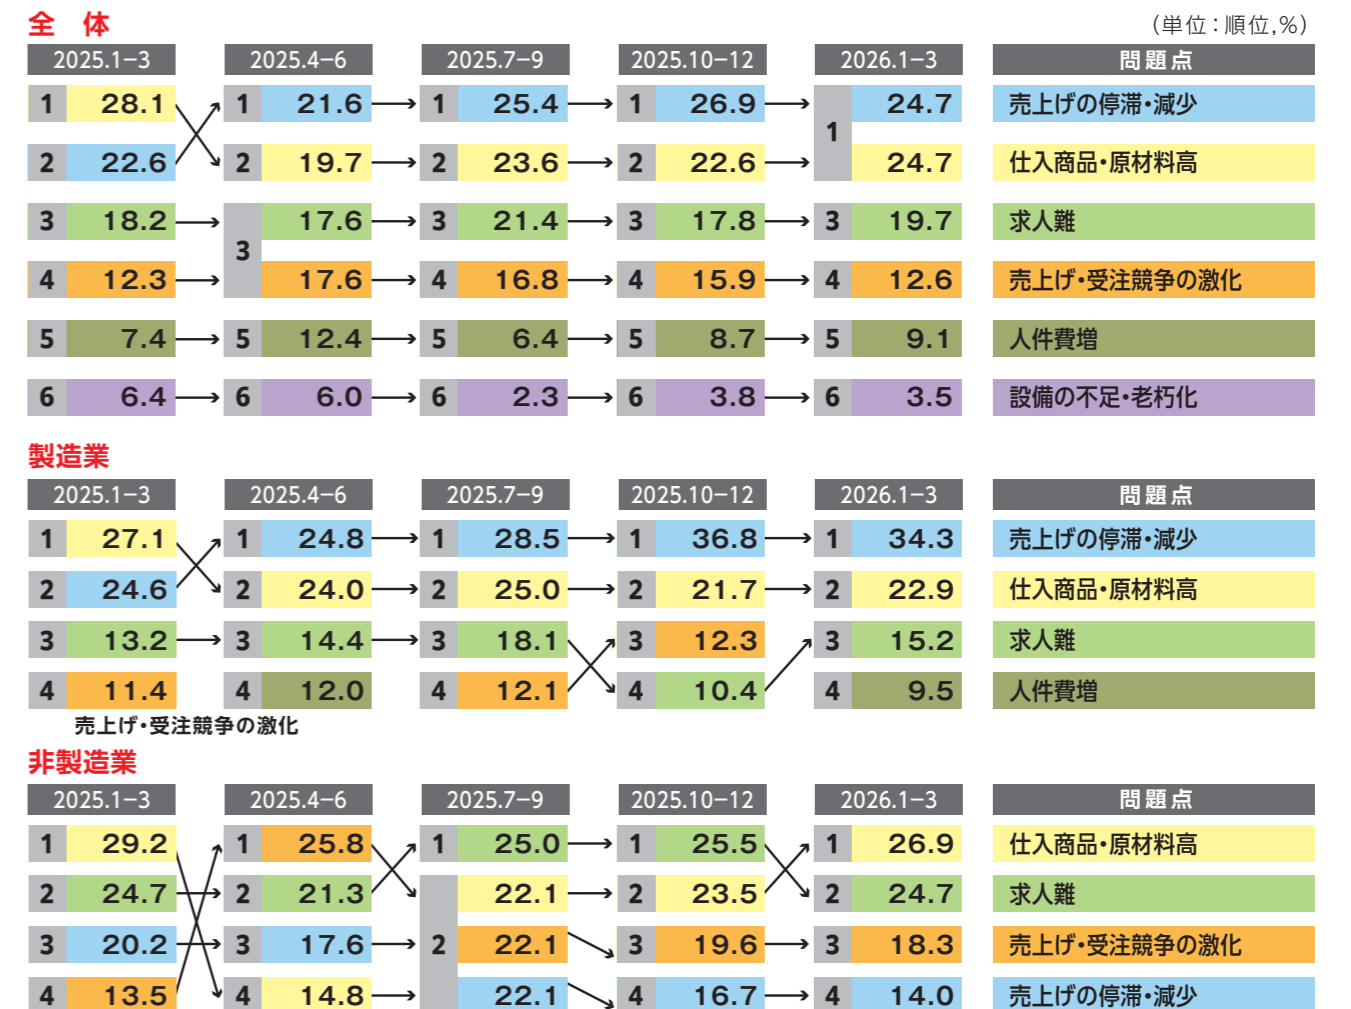 全　体
(単位：順位,%)
2025.1−3 2025.4−6 2025.7−9 2025.10−12 2026.1−3 問題点
1 28.1 1 21.6 1 25.4 1 26.9 1 24.7 売上げの停滞・減少
2 22.6 2 19.7 2 23.6 2 22.6 24.7 仕入商品・原材料高
3 18.2 3 17.6 3 21.4 3 17.8 3 19.7 求人難
4 12.3 17.6 4 16.8 4 15.9 4 12.6 売上げ・受注競争の激化
5 7.4 5 12.4 5 6.4 5 8.7 5 9.1 人件費増
6 6.4 6 6.0 6 2.3 6 3.8 6 3.5 設備の不足・老朽化
製造業
2025.1−3 2025.4−6 2025.7−9 2025.10−12 2026.1−3 問題点
1 27.1 1 24.8 1 28.5 1 36.8 1 34.3 売上げの停滞・減少
2 24.6 2 24.0 2 25.0 2 21.7 2 22.9 仕入商品・原材料高
3 13.2 3 14.4 3 18.1 3 12.3 3 15.2 求人難
4 11.4 4 12.0 4 12.1 4 10.4 4 9.5 人件費増
売上げ・受注競争の激化
非製造業
2025.1−3 2025.4−6 2025.7−9 2025.10−12 2026.1−3 問題点
1 29.2 1 25.8 1 25.0 1 25.5 1 26.9 仕入商品・原材料高
2 24.7 2 21.3 2 22.1 2 23.5 2 24.7 求人難
3 20.2 3 17.6 22.1 3 19.6 3 18.3 売上げ・受注競争の激化
4 13.5 4 14.8 22.1 4 16.7 4 14.0 売上げの停滞・減少